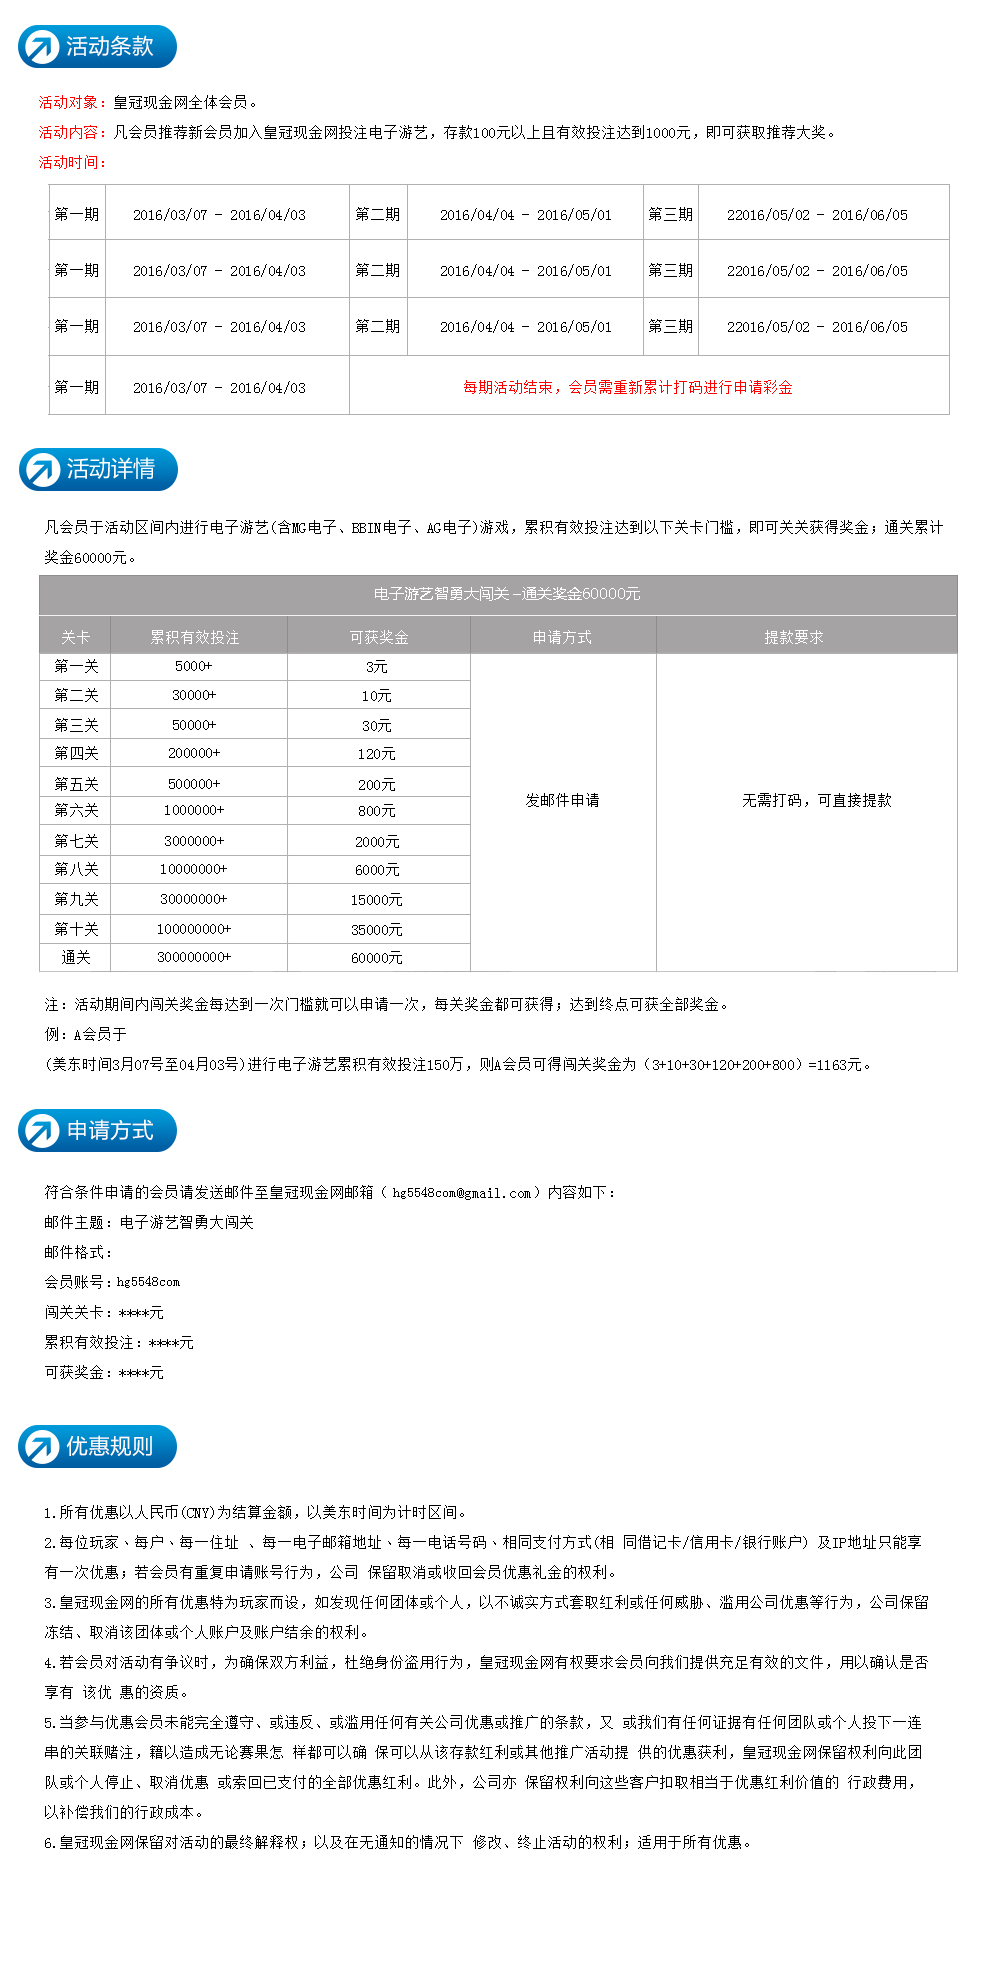 活动条款
活动对象：皇冠现金网全体会员。
活动内容：凡会员推荐新会员加入皇冠现金网投注电子游艺，存款100元以上且有效投注达到1000元，即可获取推荐大奖。
活动时间：
第一期 2016/03/07 - 2016/04/03 第二期 2016/04/04 - 2016/05/01 第三期 22016/05/02 - 2016/06/05
第一期 2016/03/07 - 2016/04/03 第二期 2016/04/04 - 2016/05/01 第三期 22016/05/02 - 2016/06/05
第一期 2016/03/07 - 2016/04/03 第二期 2016/04/04 - 2016/05/01 第三期 22016/05/02 - 2016/06/05
第一期 2016/03/07 - 2016/04/03 每期活动结束，会员需重新累计打码进行申请彩金
活动详情
凡会员于活动区间内进行电子游艺(含MG电子、BBIN电子、AG电子)游戏，累积有效投注达到以下关卡门槛，即可关关获得奖金；通关累计
奖金60000元。
电子游艺智勇大闯关 –通关奖金60000元
关卡 累积有效投注 可获奖金 申请方式 提款要求
第一关 5000+ 3元
第二关 30000+ 10元
第三关 50000+ 30元
第四关 200000+ 120元
第五关 500000+ 200元
发邮件申请 无需打码，可直接提款
第六关 1000000+ 800元
第七关 3000000+ 2000元
第八关 10000000+ 6000元
第九关 30000000+ 15000元
第十关 100000000+ 35000元
通关 300000000+ 60000元
注：活动期间内闯关奖金每达到一次门槛就可以申请一次，每关奖金都可获得；达到终点可获全部奖金。
例：A会员于
(美东时间3月07号至04月03号)进行电子游艺累积有效投注150万，则A会员可得闯关奖金为（3+10+30+120+200+800）=1163元。
申请方式
符合条件申请的会员请发送邮件至皇冠现金网邮箱（ hg5548com@gmail.com）内容如下：
邮件主题：电子游艺智勇大闯关
邮件格式：
会员账号：hg5548com
闯关关卡：****元
累积有效投注：****元
可获奖金：****元
优惠规则
1.所有优惠以人民币(CNY)为结算金额，以美东时间为计时区间。
2.每位玩家、每户、每一住址 、每一电子邮箱地址、每一电话号码、相同支付方式(相 同借记卡/信用卡/银行账户) 及IP地址只能享
有一次优惠；若会员有重复申请账号行为，公司 保留取消或收回会员优惠礼金的权利。
3.皇冠现金网的所有优惠特为玩家而设，如发现任何团体或个人，以不诚实方式套取红利或任何威胁、滥用公司优惠等行为，公司保留
冻结、取消该团体或个人账户及账户结余的权利。
4.若会员对活动有争议时，为确保双方利益，杜绝身份盗用行为，皇冠现金网有权要求会员向我们提供充足有效的文件，用以确认是否
享有 该优 惠的资质。
5.当参与优惠会员未能完全遵守、或违反、或滥用任何有关公司优惠或推广的条款，又 或我们有任何证据有任何团队或个人投下一连
串的关联赌注，籍以造成无论赛果怎 样都可以确 保可以从该存款红利或其他推广活动提 供的优惠获利，皇冠现金网保留权利向此团
队或个人停止、取消优惠 或索回已支付的全部优惠红利。此外，公司亦 保留权利向这些客户扣取相当于优惠红利价值的 行政费用，
以补偿我们的行政成本。
6.皇冠现金网保留对活动的最终解释权；以及在无通知的情况下 修改、终止活动的权利；适用于所有优惠。